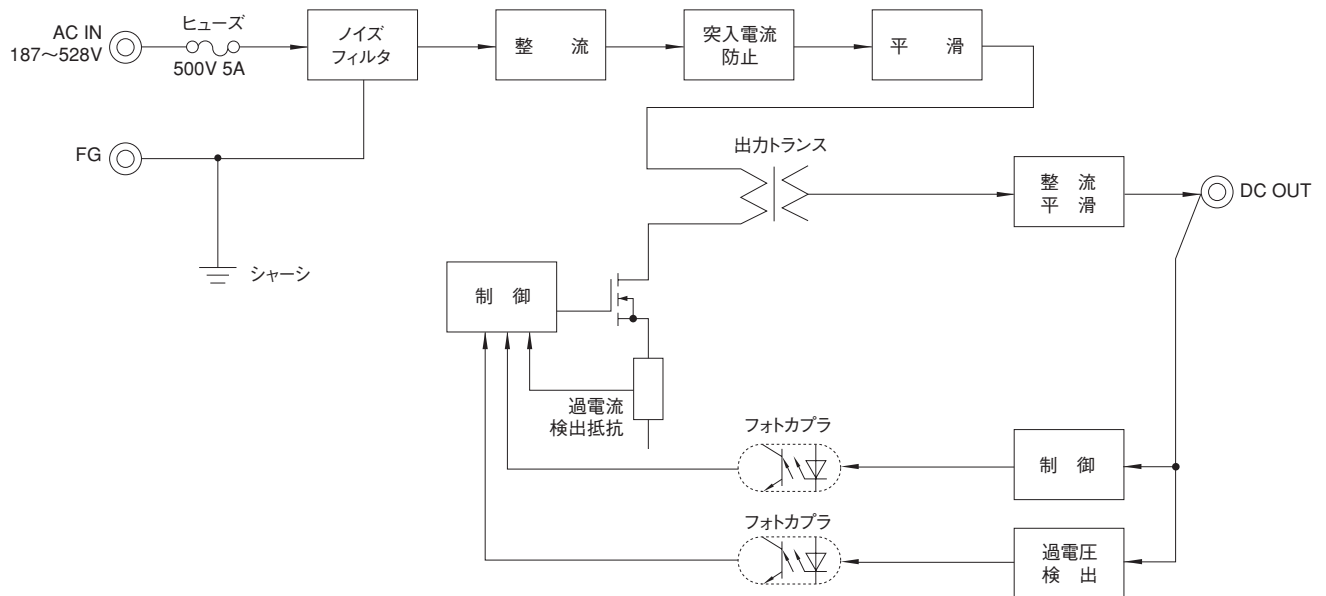 AC IN
187～528V
ヒューズ
500V 5A
ノイズ
フィルタ
整 流
突入電流
防止
平 滑
FG
シャーシ
出力トランス
整 流
平 滑
DC OUT
制 御
過電流
検出抵抗
フォトカプラ
制 御
フォトカプラ
過電圧
検 出